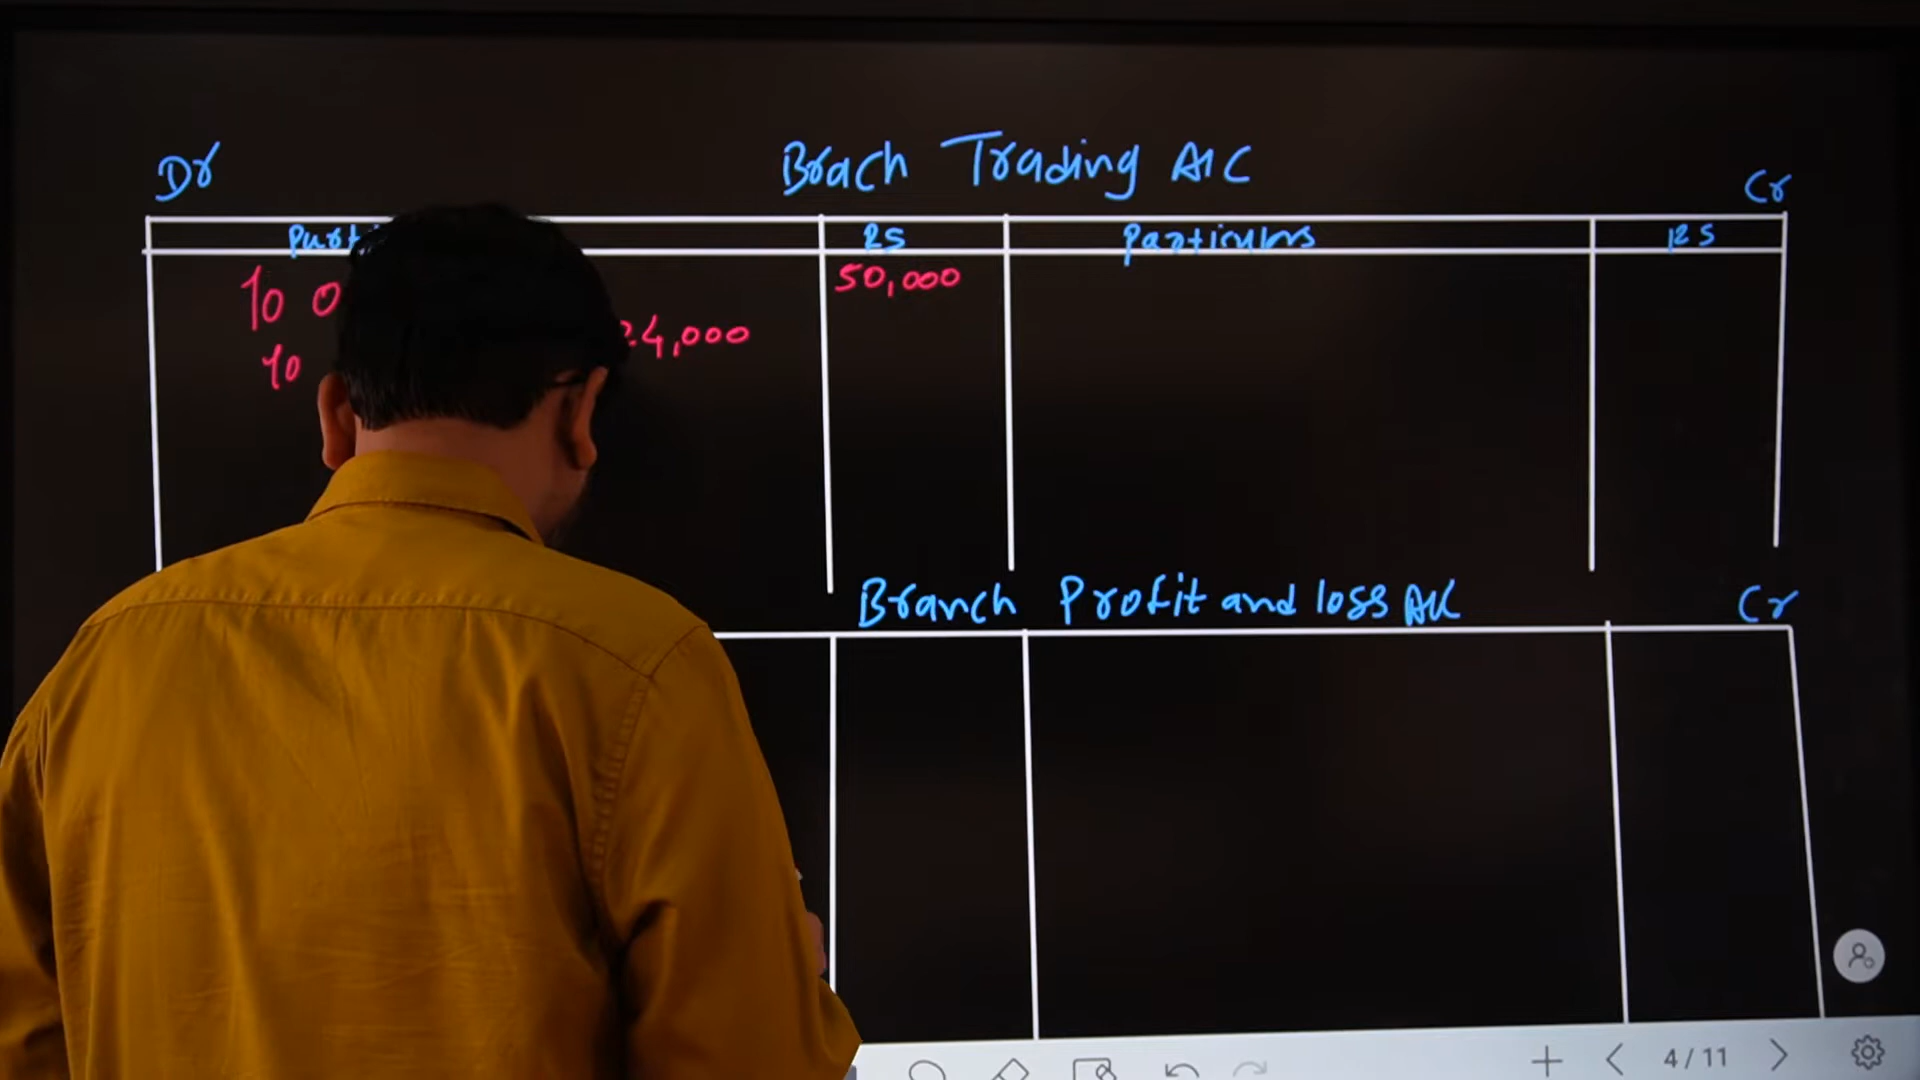 Dr Brach Trading A/C Cr
Rs Particulars Rs
To 50,000
24,000
To
Branch Profit and loss A/C Cr
4/11